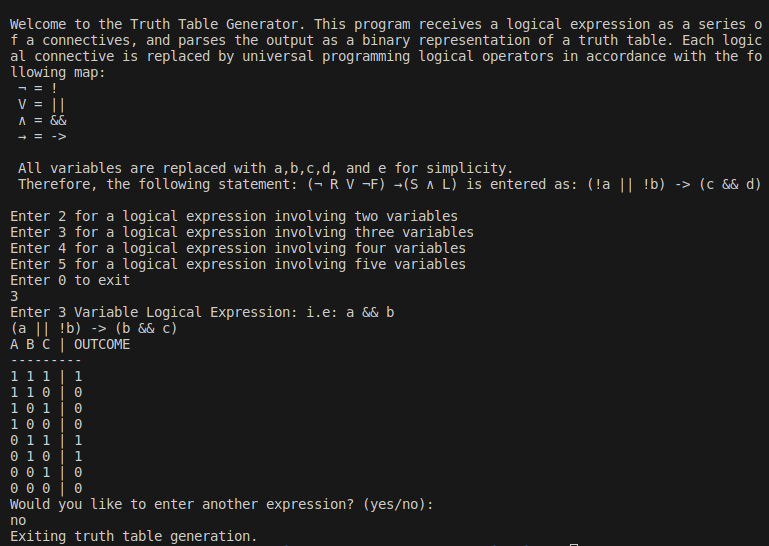 Welcome to the Truth Table Generator. This program receives a logical expression as a series o
f a connectives, and parses the output as a binary representation of a truth table. Each logic
al connective is replaced by universal programming logical operators in accordance with the fo
llowing map:
¬ = !
V = ||
∧ = &&
→ = ->
All variables are replaced with a,b,c,d, and e for simplicity.
Therefore, the following statement: (¬ R V ¬F) →(S ∧ L) is entered as: (!a || !b) -> (c && d)
Enter 2 for a logical expression involving two variables
Enter 3 for a logical expression involving three variables
Enter 4 for a logical expression involving four variables
Enter 5 for a logical expression involving five variables
Enter 0 to exit
3
Enter 3 Variable Logical Expression: i.e: a && b
(a || !b) -> (b && c)
A B C | OUTCOME
---------
1 1 1 | 1
1 1 0 | 0
1 0 1 | 0
1 0 0 | 0
0 1 1 | 1
0 1 0 | 1
0 0 1 | 0
0 0 0 | 0
Would you like to enter another expression? (yes/no):
no
Exiting truth table generation.